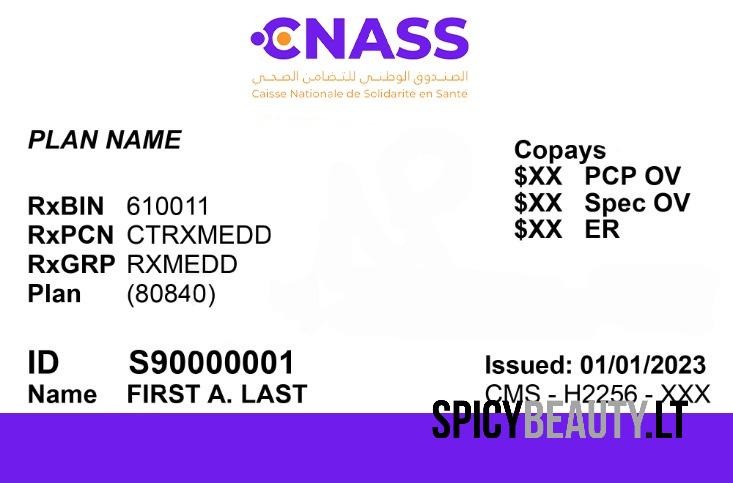 CNASS
الصندوق الوطني للتضامن الصحي
Caisse Nationale de Solidarité en Santé
PLAN NAME
RxBIN 610011
RxPCN CTRXMEDD
RxGRP RXMEDD
Plan (80840)
Copays
$XX PCP OV
$XX Spec OV
$XX ER
ID S90000001
Name FIRST A. LAST
Issued: 01/01/2023
CMS - H2256 - XXX
SPICYBEAUTY.LT